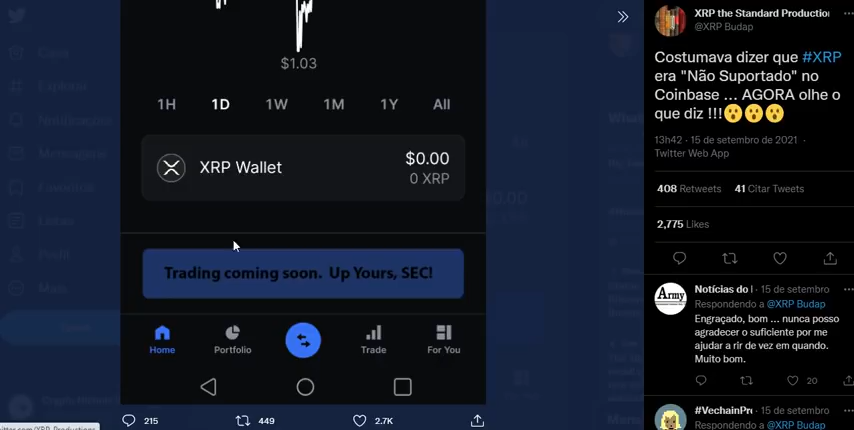 $1.03
1H 1D 1W 1M 1Y All
XRP Wallet
$0.00
0 XRP
Trading coming soon. Up Yours, SEC!
Home
Portfolio
Trade
For You
215
449
2.7K
XRP the Standard Production
@XRP Budap
Costumava dizer que #XRP
era "Não Suportado" no
Coinbase ... AGORA olhe o
que diz !!!😮😮😮
13h42 · 15 de setembro de 2021 ·
Twitter Web App
408 Retweets 41 Citar Tweets
2,775 Likes
Notícias do · 15 de setembro
Respondendo a @XRP Budap
Engraçado, bom ... nunca posso
agradecer o suficiente por me
ajudar a rir de vez em quando.
Muito bom.
20
Army
#VechainPr · 15 de setembro
Respondendo a @XRP Budap